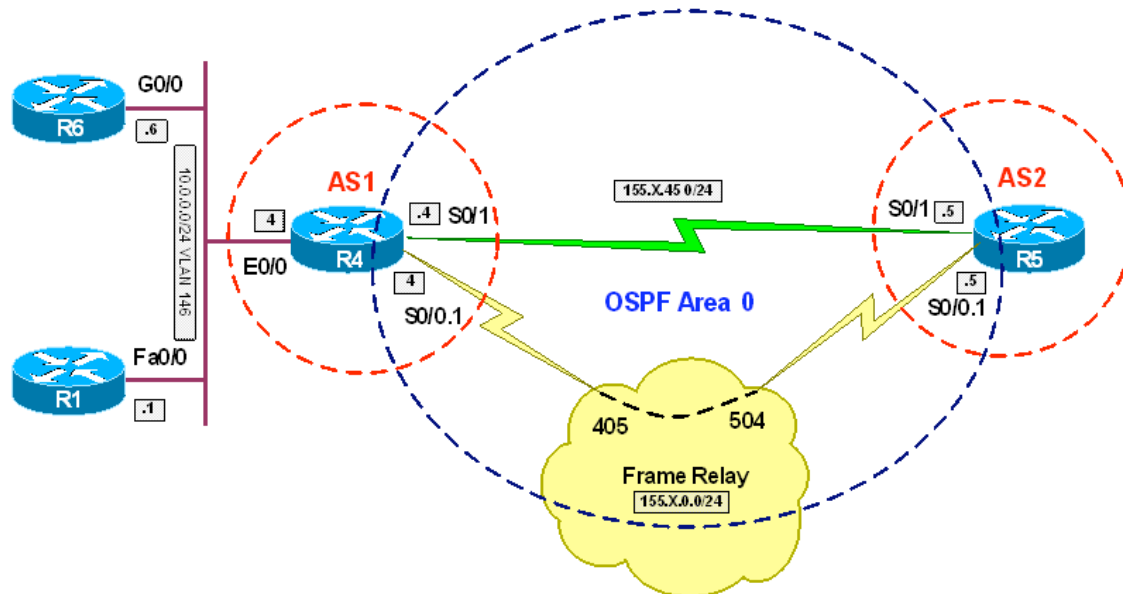 G0/0
R6
.6
10.0.0.0/24 VLAN 146
AS1
4
.4
S0/1
E0/0
R4
4
S0/0.1
155.X.45 0/24
AS2
S0/1
.5
R5
.5
S0/0.1
OSPF Area 0
Fa0/0
R1
.1
405
504
Frame Relay
155.X.0.0/24